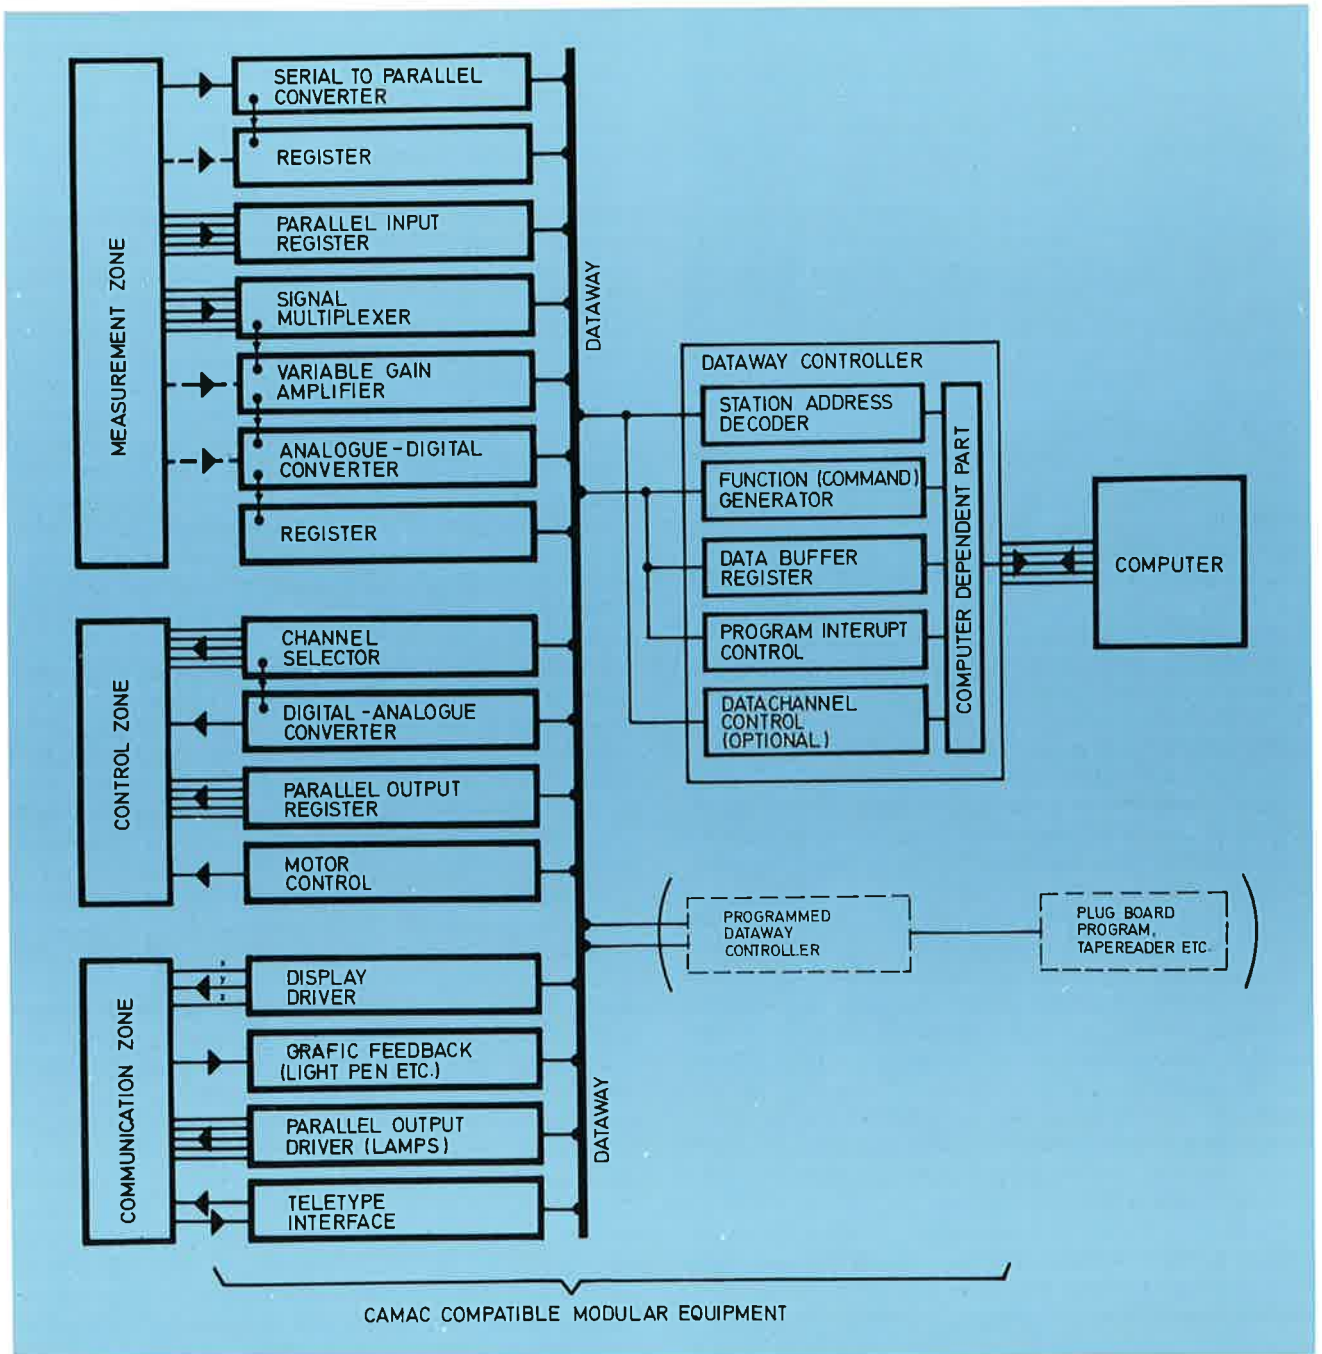 SERIAL TO PARALLEL
CONVERTER
REGISTER
PARALLEL INPUT
REGISTER
SIGNAL
MULTIPLEXER
VARIABLE GAIN
AMPLIFIER
ANALOGUE-DIGITAL
CONVERTER
REGISTER
MEASUREMENT ZONE
CHANNEL
SELECTOR
DIGITAL-ANALOGUE
CONVERTER
PARALLEL OUTPUT
REGISTER
MOTOR
CONTROL
CONTROL ZONE
x
y
z
DISPLAY
DRIVER
GRAFIC FEEDBACK
(LIGHT PEN ETC.)
PARALLEL OUTPUT
DRIVER (LAMPS)
TELETYPE
INTERFACE
COMMUNICATION ZONE
DATAWAY
DATAWAY
DATAWAY CONTROLLER
STATION ADDRESS
DECODER
FUNCTION (COMMAND)
GENERATOR
DATA BUFFER
REGISTER
PROGRAM INTERUPT
CONTROL
DATACHANNEL
CONTROL
(OPTIONAL)
COMPUTER DEPENDENT PART
COMPUTER
PROGRAMMED
DATAWAY
CONTROLLER
PLUG BOARD
PROGRAM,
TAPEREADER ETC.
CAMAC COMPATIBLE MODULAR EQUIPMENT